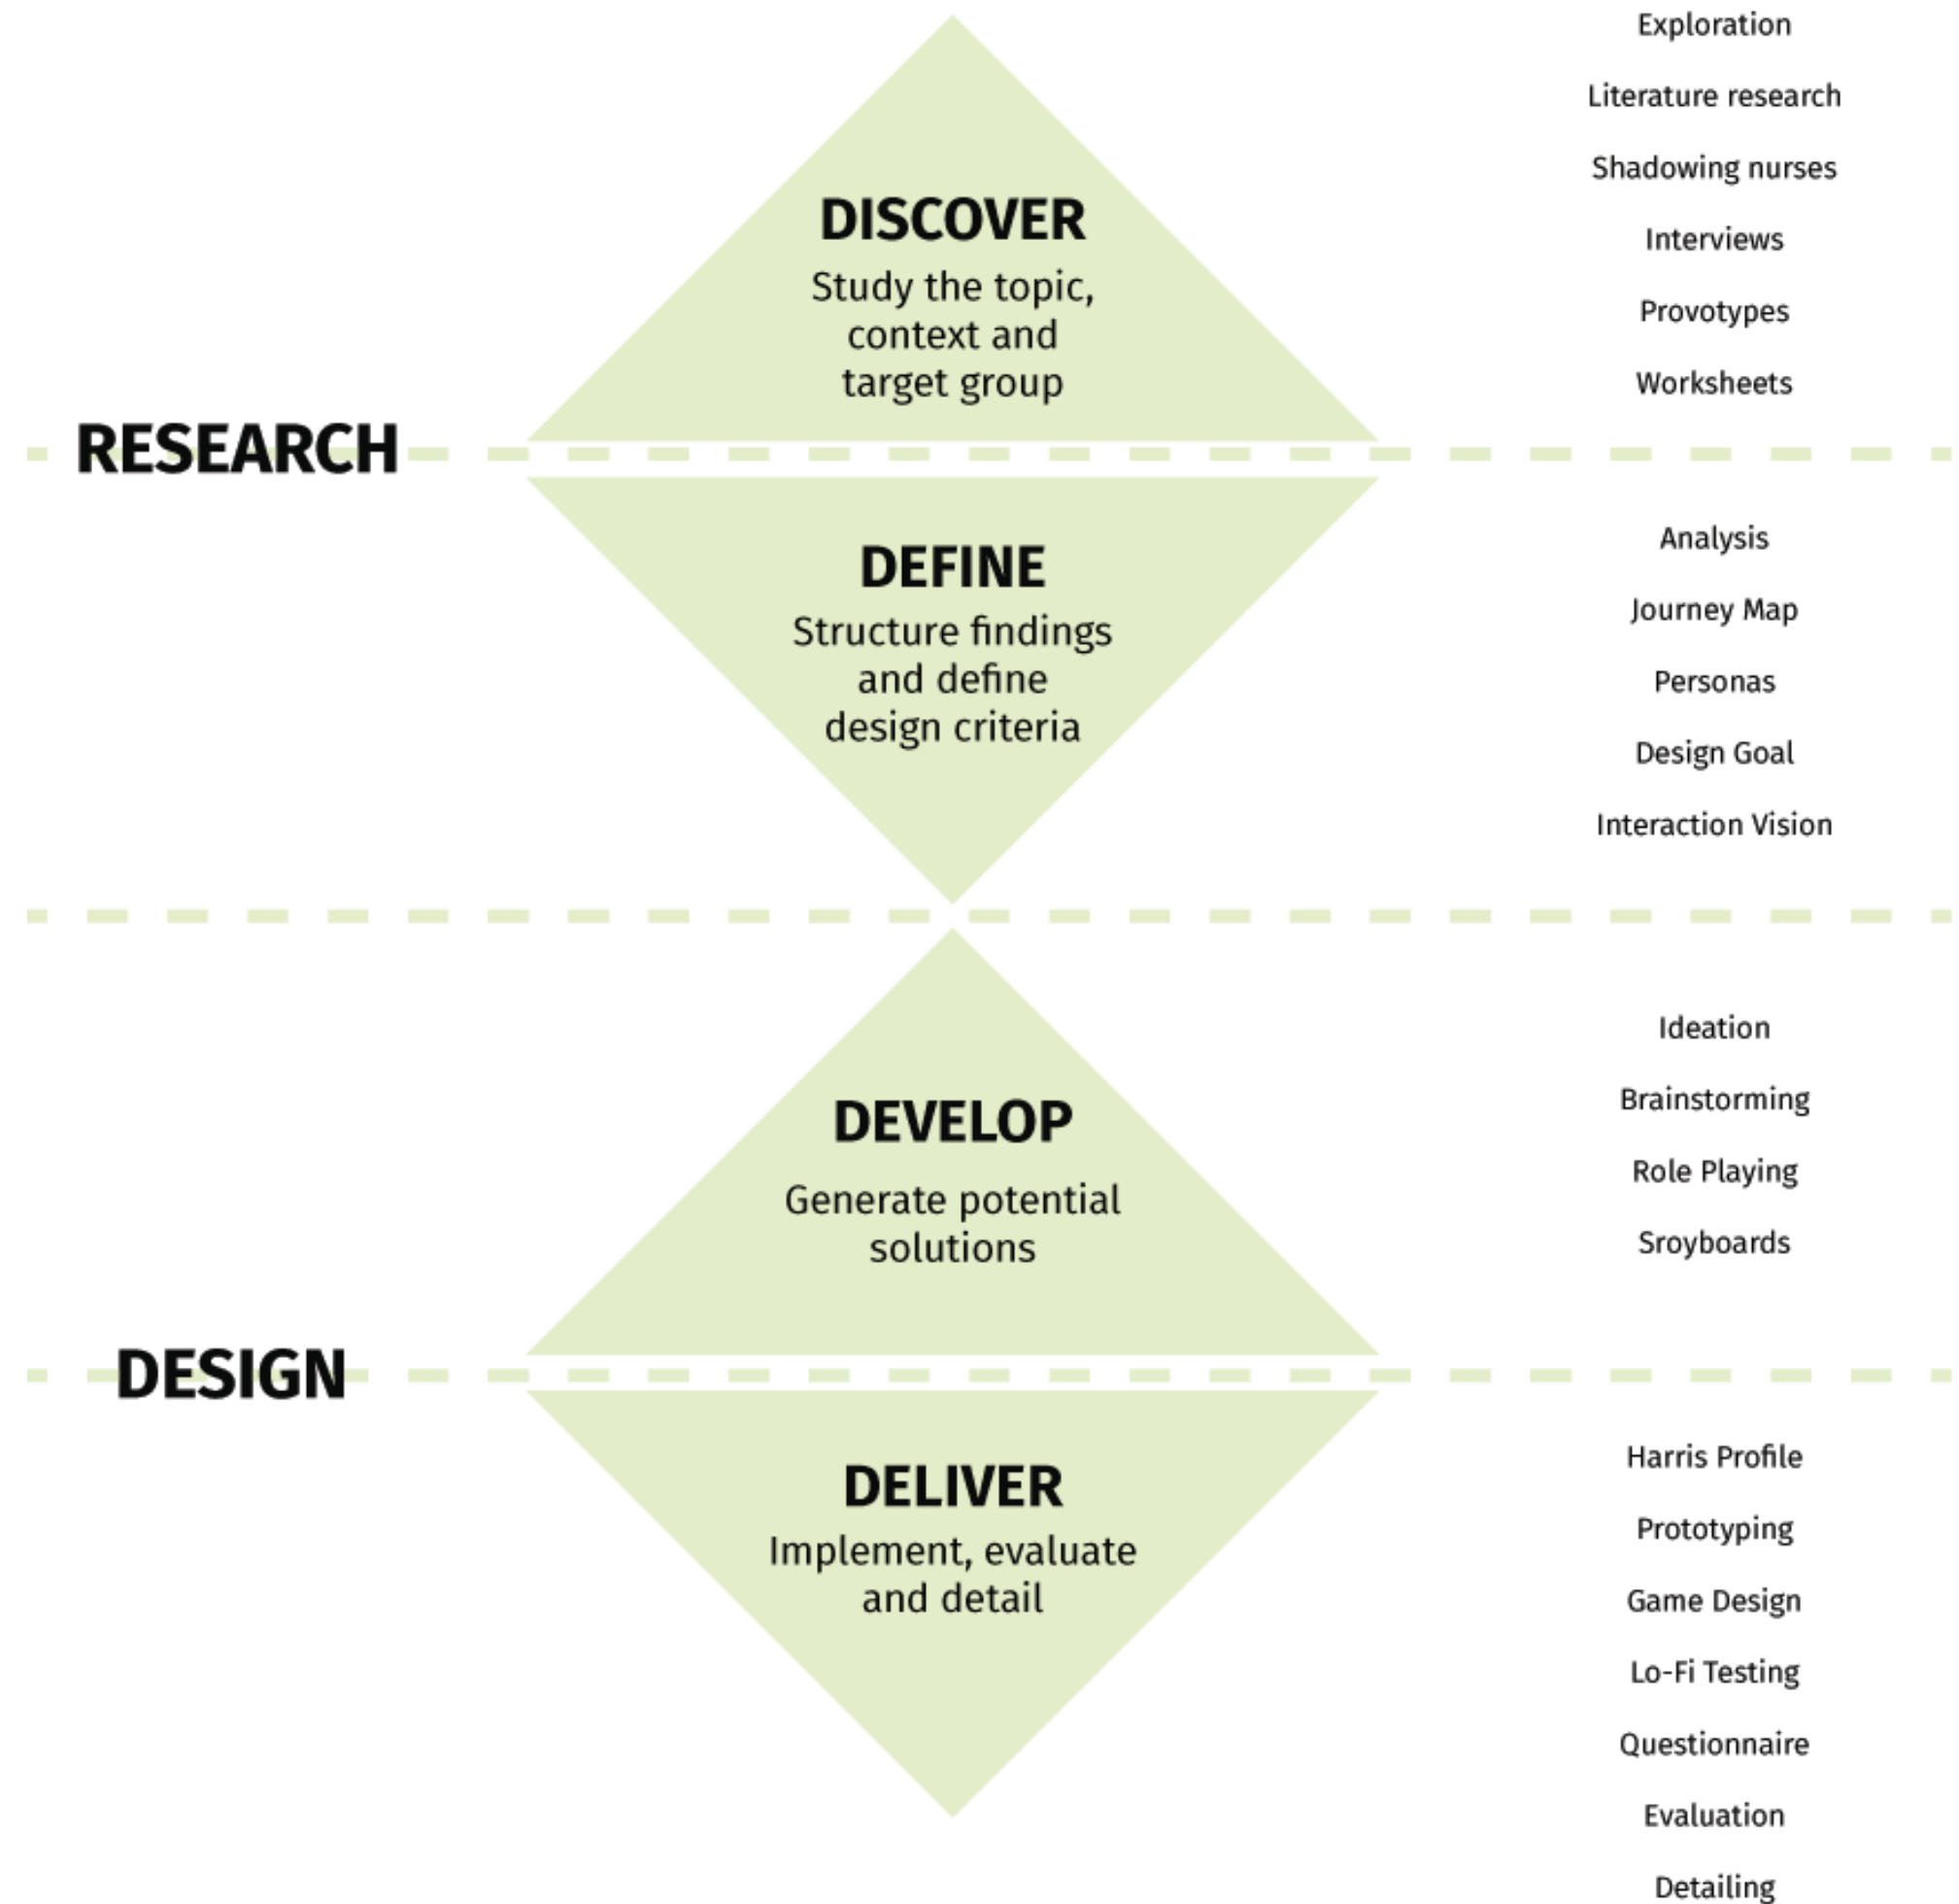 Exploration
Literature research
Shadowing nurses
Interviews
Provotypes
Worksheets
DISCOVER
Study the topic,
context and
target group
RESEARCH
DEFINE
Structure findings
and define
design criteria
Analysis
Journey Map
Personas
Design Goal
Interaction Vision
DEVELOP
Generate potential
solutions
Ideation
Brainstorming
Role Playing
Sroyboards
DESIGN
DELIVER
Implement, evaluate
and detail
Harris Profile
Prototyping
Game Design
Lo-Fi Testing
Questionnaire
Evaluation
Detailing